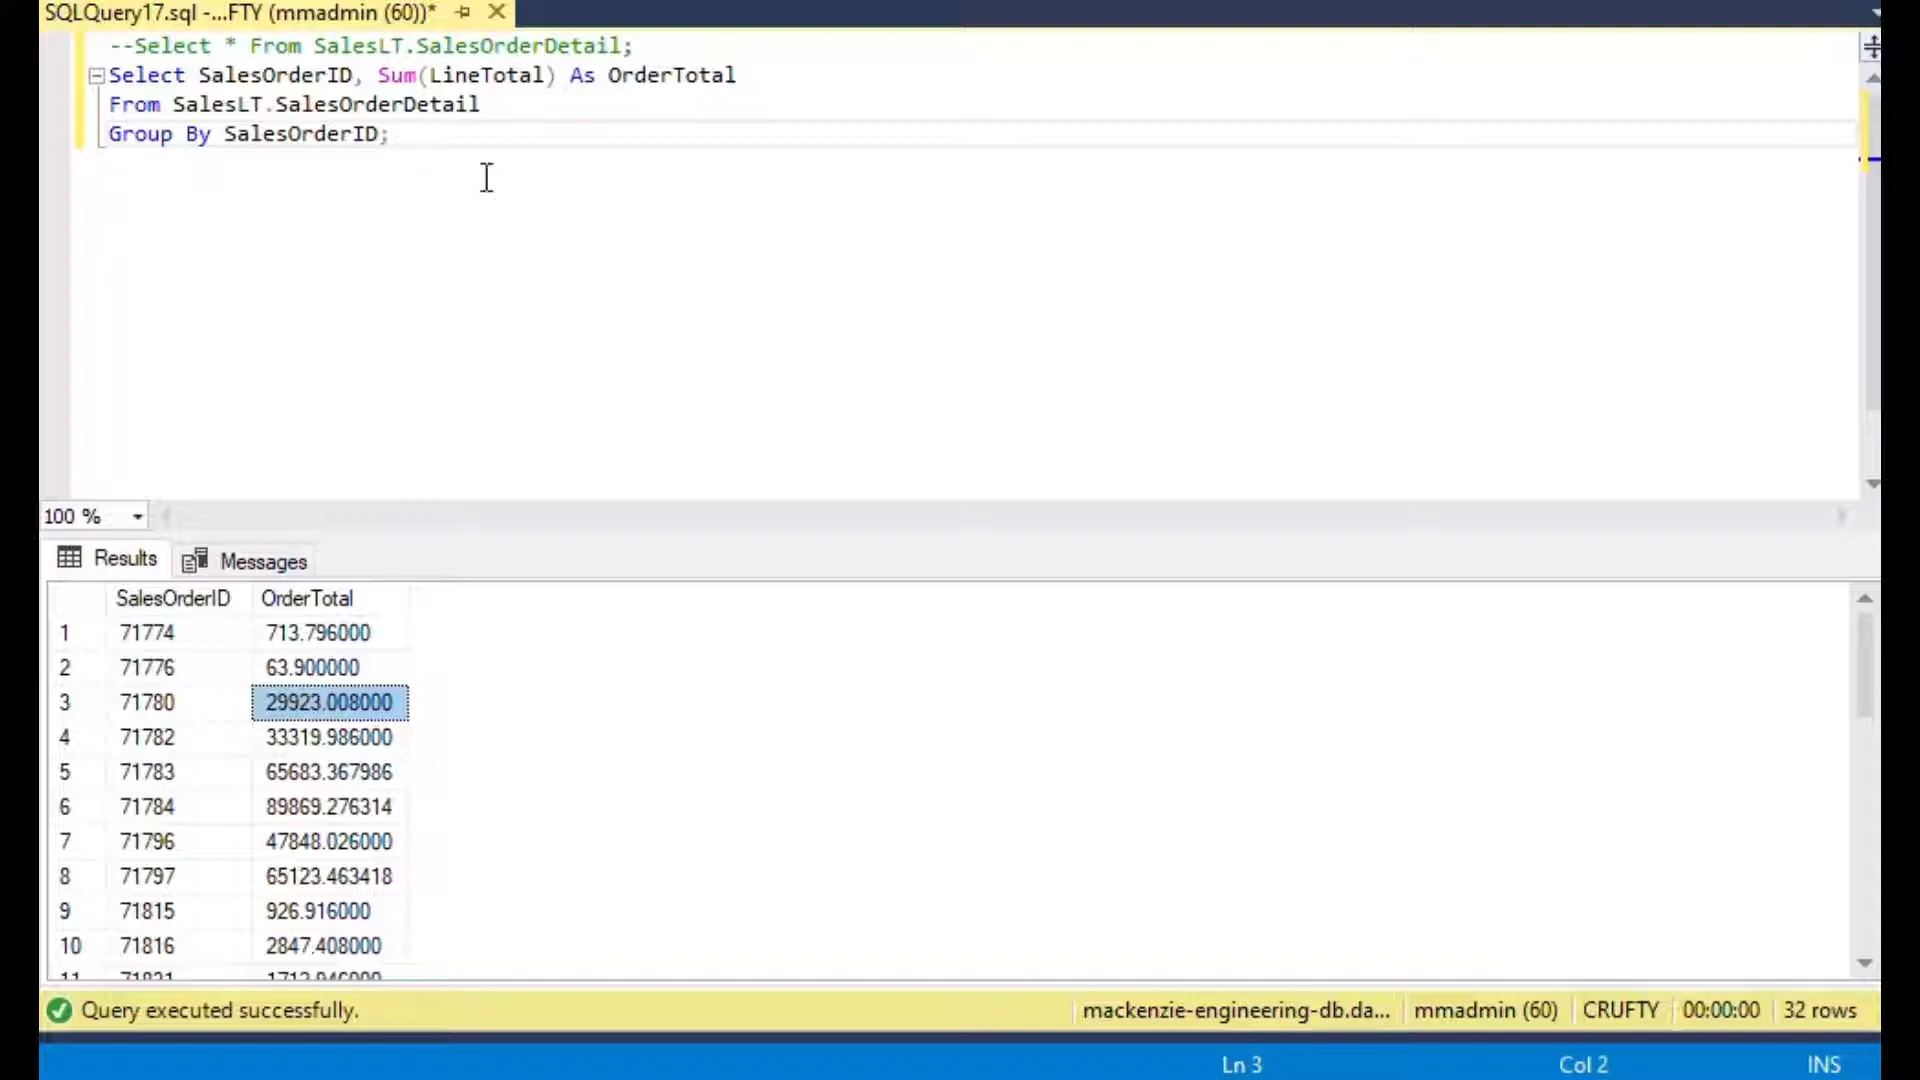 SQLQuery17.sql -...FTY (mmadmin (60))*
--Select * From SalesLT.SalesOrderDetail;
Select SalesOrderID, Sum(LineTotal) As OrderTotal
From SalesLT.SalesOrderDetail
Group By SalesOrderID;
100 %
Results Messages
SalesOrderID OrderTotal
1 71774 713.796000
2 71776 63.900000
3 71780 29923.008000
4 71782 33319.986000
5 71783 65683.367986
6 71784 89869.276314
7 71796 47848.026000
8 71797 65123.463418
9 71815 926.916000
10 71816 2847.408000
11
Query executed successfully. mackenzie-engineering-db.da... mmadmin (60) CRUFTY 00:00:00 32 rows
Ln 3 Col 2 INS